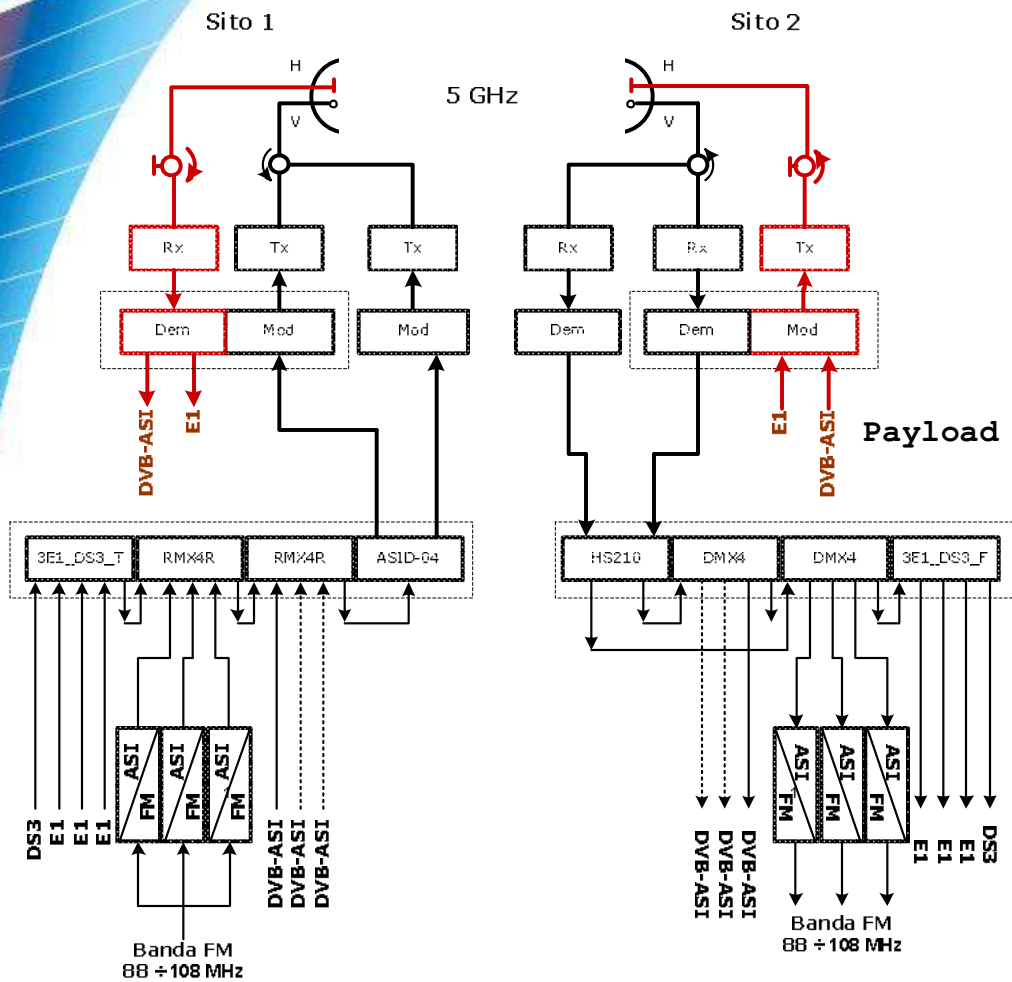 Sito 1
Sito 2
H
H
5 GHz
V
V
Rx
Tx
Tx
Rx
Rx
Tx
Dem
Mod
Mod
Dem
Dem
Mod
DVB-ASI
E1
E1
DVB-ASI
Payload
3E1_DS3_T
RMX4R
RMX4R
ASID-04
HS210
DMX4
DMX4
3E1_DS3_F
ASI
FM
ASI
FM
ASI
FM
ASI
FM
ASI
FM
ASI
FM
DS3
E1
E1
E1
DVB-ASI
DVB-ASI
DVB-ASI
DVB-ASI
DVB-ASI
DVB-ASI
E1
E1
E1
DS3
Banda FM
88 ÷108 MHz
Banda FM
88 ÷108 MHz